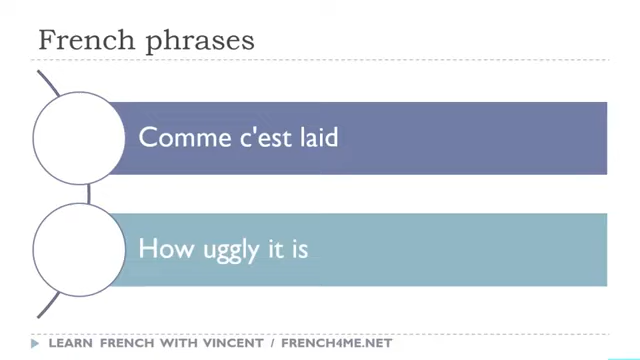 French phrases
Comme c'est laid
How uggly it is
LEARN FRENCH WITH VINCENT / FRENCH4ME.NET